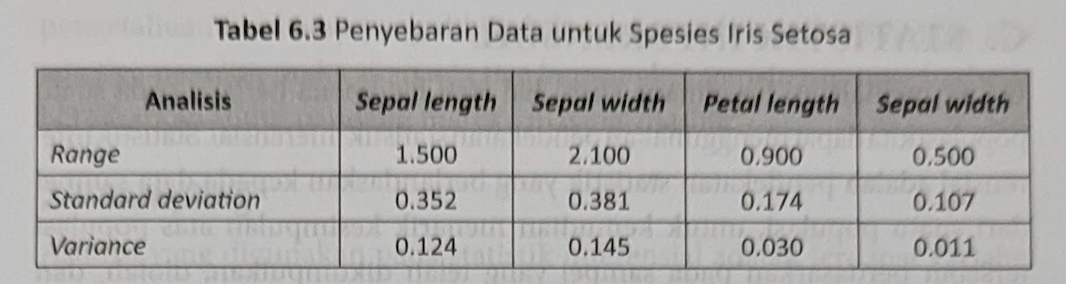 Tabel 6.3 Penyebaran Data untuk Spesies Iris Setosa
Analisis Sepal length Sepal width Petal length Sepal width
Range 1.500 2.100 0.900 0.500
Standard deviation 0.352 0.381 0.174 0.107
Variance 0.124 0.145 0.030 0.011